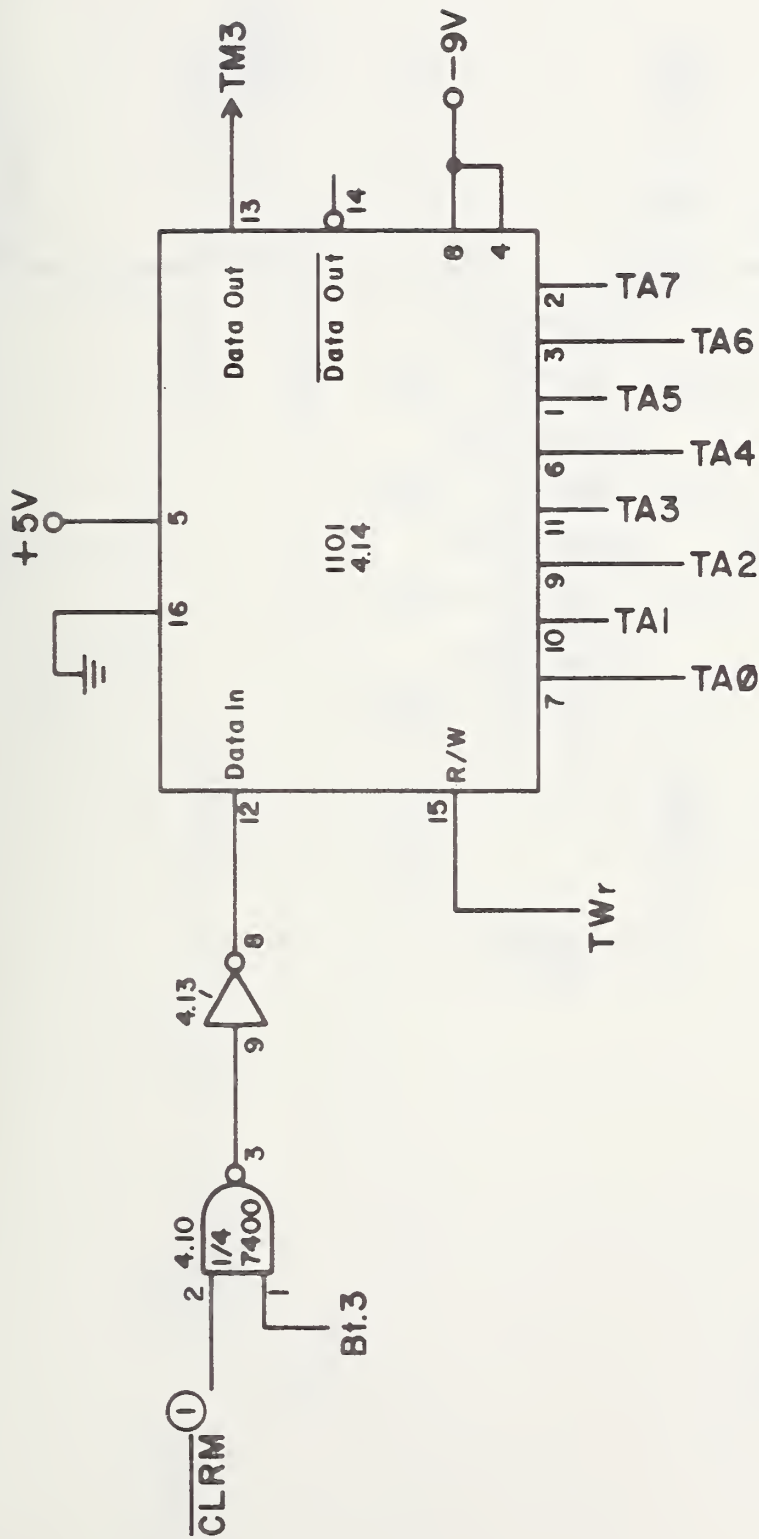 CLRM
1
2
4.10
1/4
7400
3
1
Bt.3
4.13
9
8
+5V
16
5
12
Data In
Data Out
13
TM3
Data Out
14
1101
4.14
15
R/W
TWr
8
4
-9V
7
10
9
11
6
1
3
2
TAØ
TA1
TA2
TA3
TA4
TA5
TA6
TA7